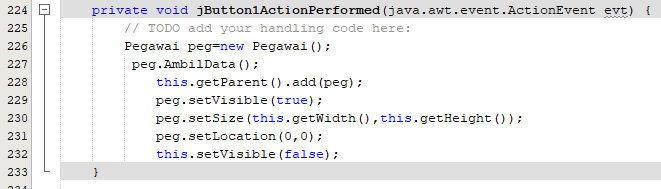 224 private void jButton1ActionPerformed(java.awt.event.ActionEvent evt) {
225 // TODO add your handling code here:
226 Pegawai peg=new Pegawai();
227 peg.AmbilData();
228 this.getParent().add(peg);
229 peg.setVisible(true);
230 peg.setSize(this.getWidth(),this.getHeight());
231 peg.setLocation(0,0);
232 this.setVisible(false);
233 }